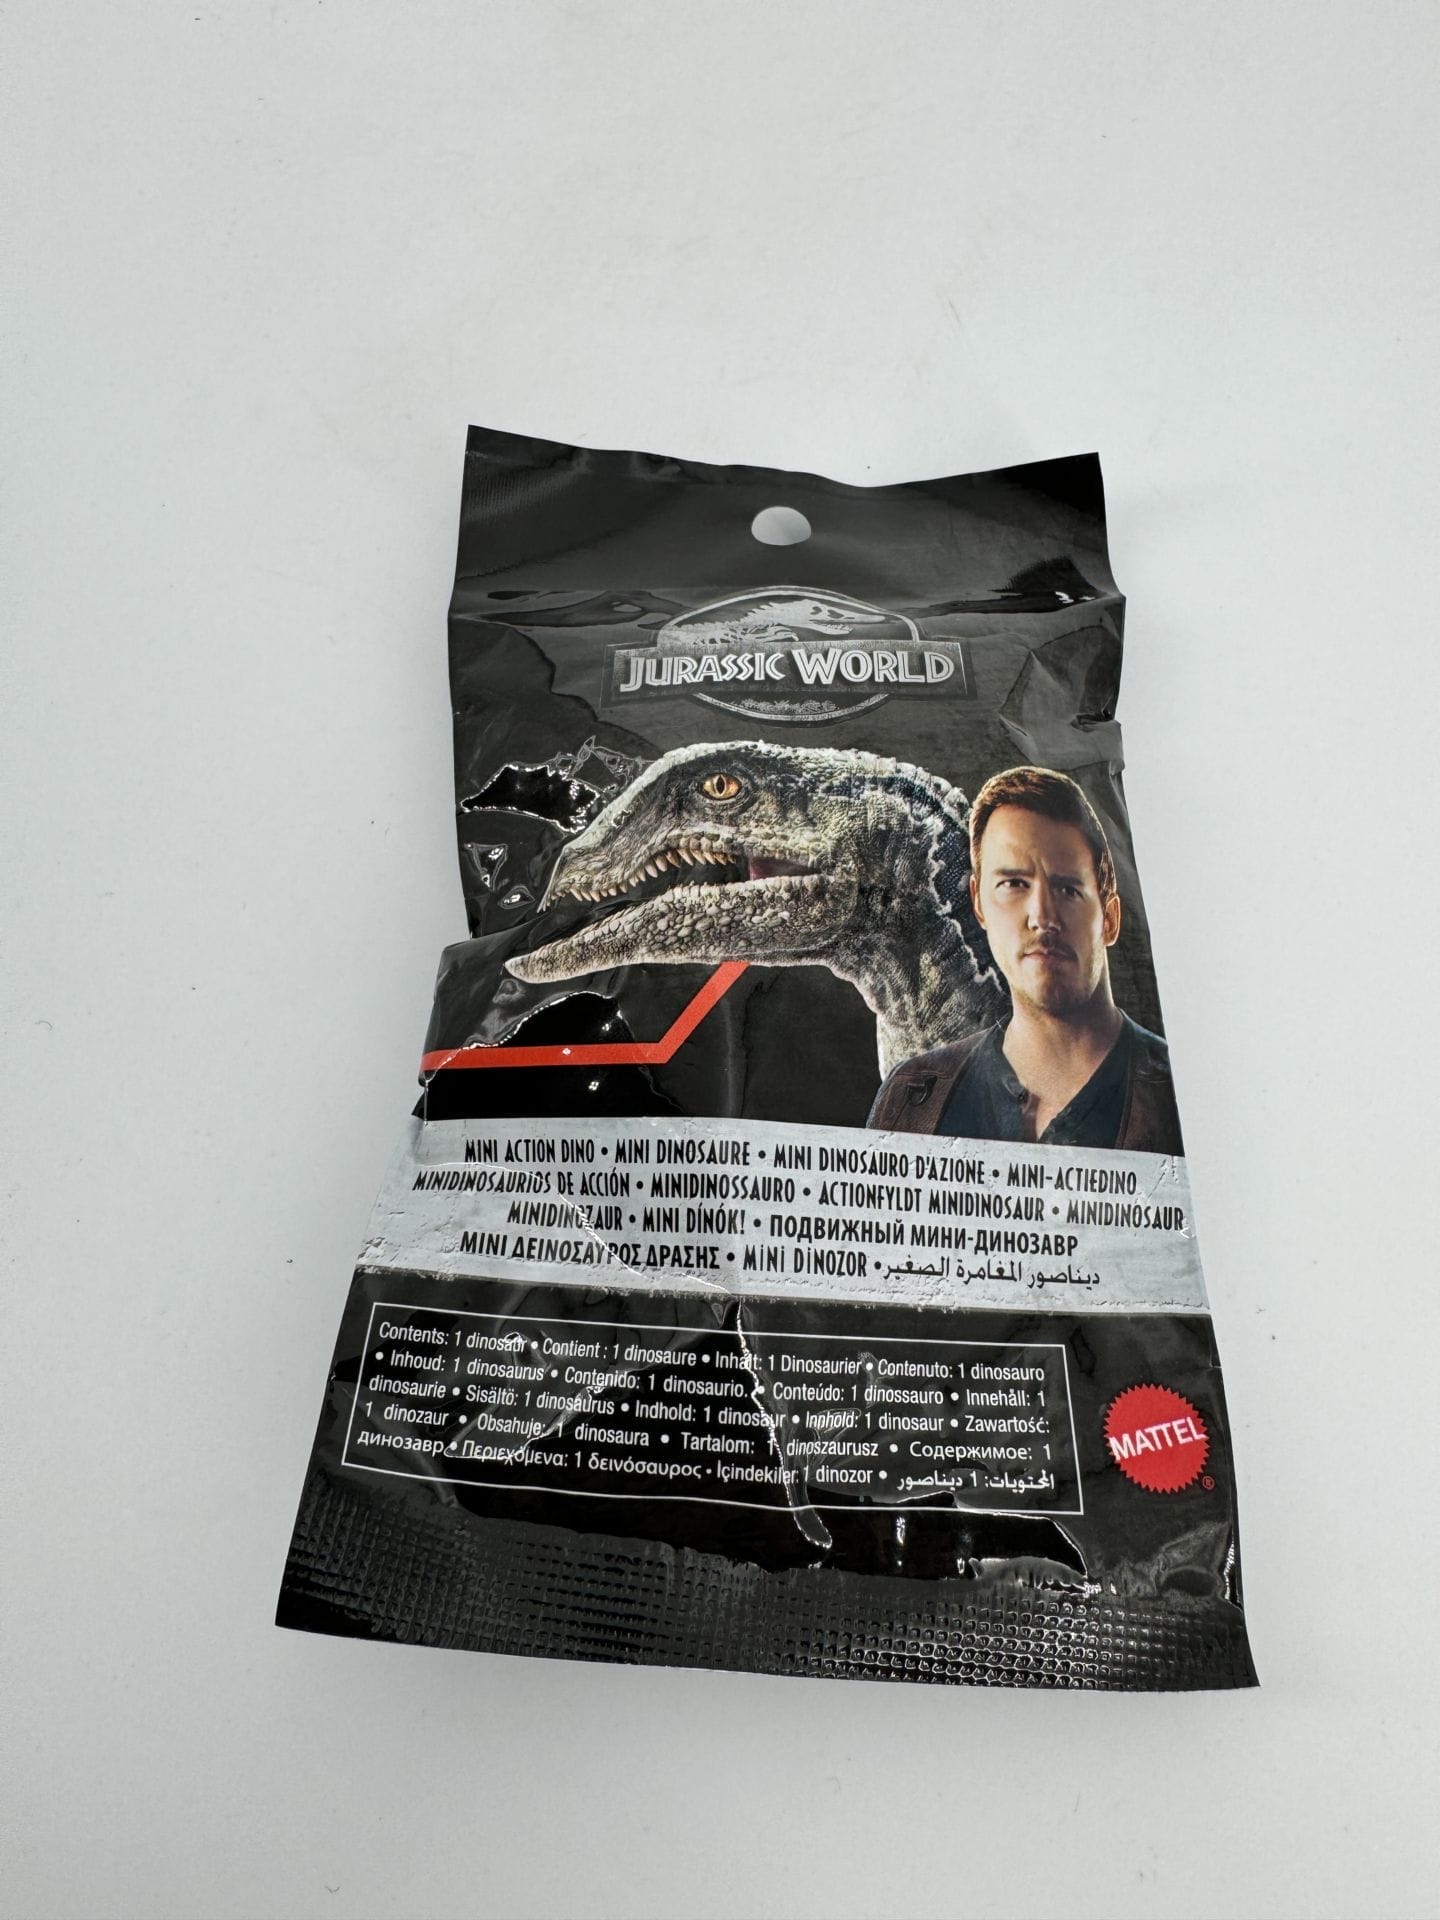 JURASSIC WORLD
MINI ACTION DINO • MINI DINOSAURE • MINI DINOSAURO D'AZIONE • MINI-ACTIEDINO
MINIDINOSAURIOS DE ACCIÓN • MINIDINOSSAURO • ACTIONFYLDT MINIDINOSAUR • MINIDINOSAUR
MINIDINOZAUR • MINI DÍNÓK! • ПОДВИЖНЫЙ МИНИ-ДИНОЗАВР
ΜΙΝΙ ΔΕΙΝΟΣΑΥΡΟΣ ΔΡΑΣΗΣ • MİNİ DİNOZOR • ديناصور المغامرة الصغير
Contents: 1 dinosaur • Contient : 1 dinosaure • Inhalt: 1 Dinosaurier • Contenuto: 1 dinosauro
• Inhoud: 1 dinosaurus • Contenido: 1 dinosaurio. • Conteúdo: 1 dinossauro • Innehåll: 1
dinosaurie • Sisältö: 1 dinosaurus • Indhold: 1 dinosaur • Innhold: 1 dinosaur • Zawartość:
1 dinozaur • Obsahuje: 1 dinosaura • Tartalom: 1 dinoszaurusz • Содержимое: 1
динозавр • Περιεχόμενα: 1 δεινόσαυρος • İçindekiler: 1 dinozor • المحتويات: 1 ديناصور
MATTEL
®